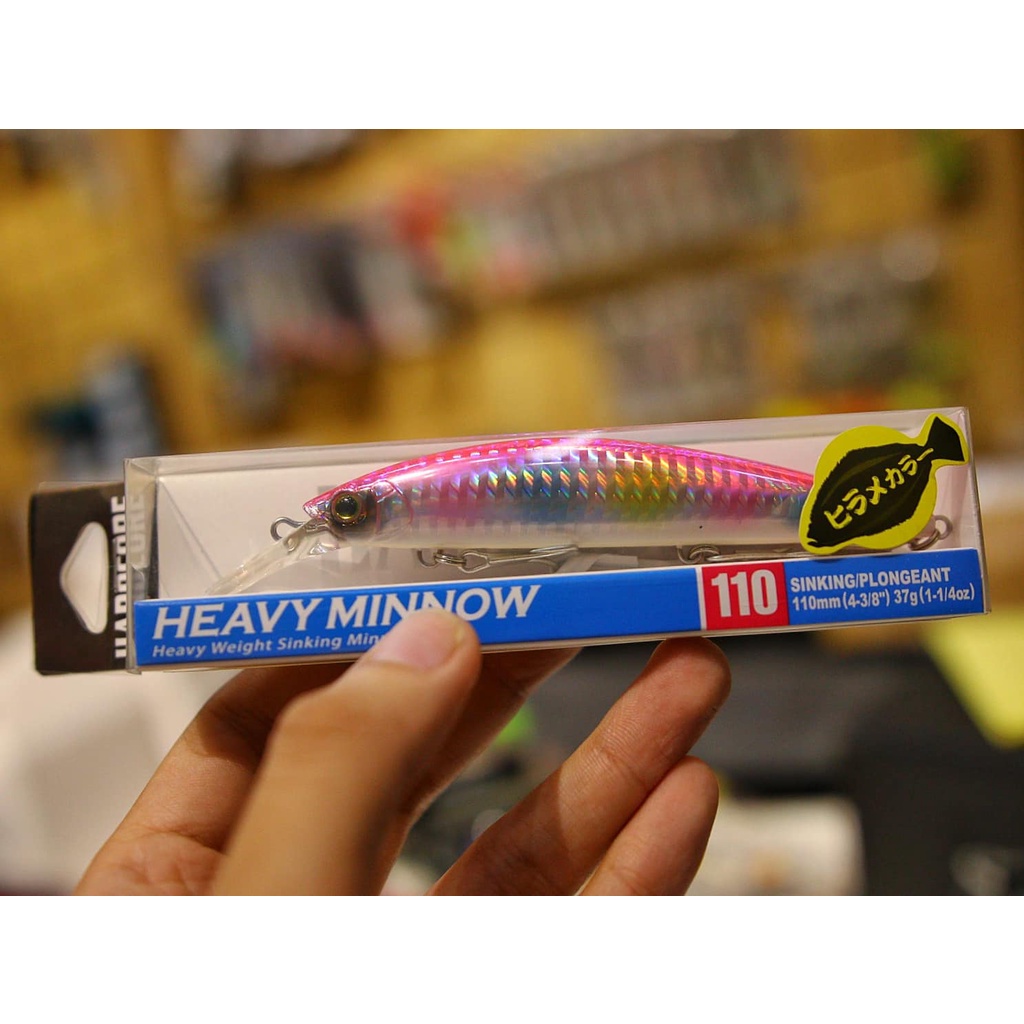 HARDCORE
HEAVY MINNOW
Heavy Weight Sinking
110
SINKING/PLONGEANT
110mm (4-3/8") 37g (1-1/4oz)
ヒラメカラー